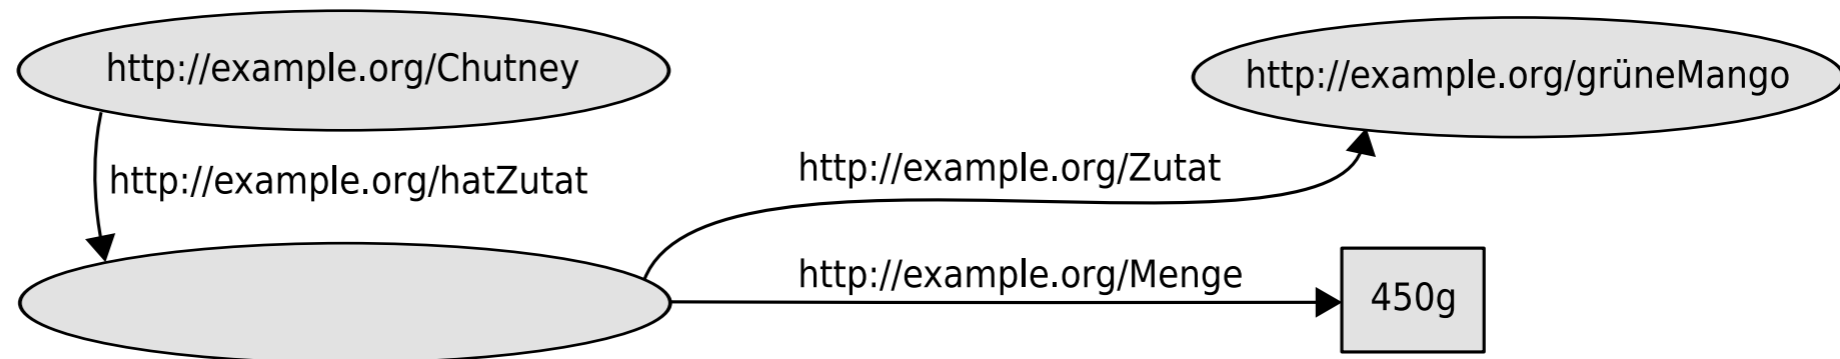 http://example.org/Chutney
http://example.org/grüneMango
http://example.org/hatZutat
http://example.org/Zutat
http://example.org/Menge
450g